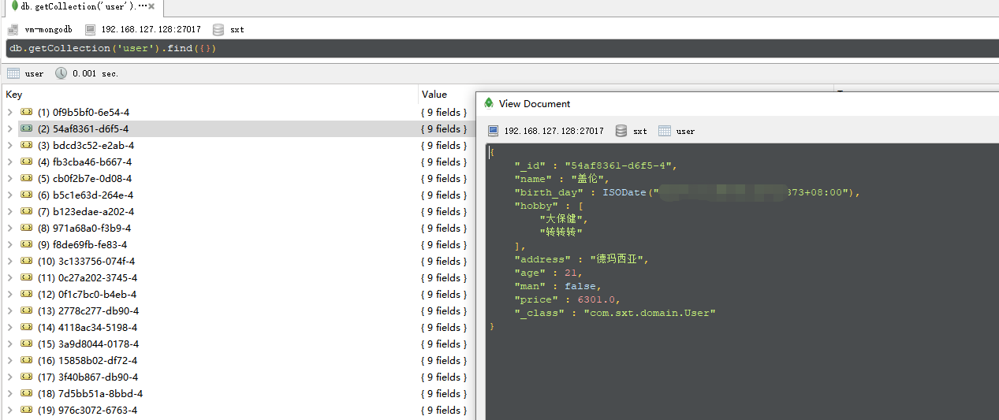 db.getCollection('user').…
vm-mongodb 192.168.127.128:27017 sxt
db.getCollection('user').find({})
user 0.001 sec.
Key Value
(1) 0f9b5bf0-6e54-4 { 9 fields }
(2) 54af8361-d6f5-4 { 9 fields }
(3) bdcd3c52-e2ab-4 { 9 fields }
(4) fb3cba46-b667-4 { 9 fields }
(5) cb0f2b7e-0d08-4 { 9 fields }
(6) b5c1e63d-264e-4 { 9 fields }
(7) b123edae-a202-4 { 9 fields }
(8) 971a68a0-f3b9-4 { 9 fields }
(9) f8de69fb-fe83-4 { 9 fields }
(10) 3c133756-074f-4 { 9 fields }
(11) 0c27a202-3745-4 { 9 fields }
(12) 0f1c7bc0-b4eb-4 { 9 fields }
(13) 2778c277-db90-4 { 9 fields }
(14) 4118ac34-5198-4 { 9 fields }
(15) 3a9d8044-0178-4 { 9 fields }
(16) 15858b02-df72-4 { 9 fields }
(17) 3f40b867-db90-4 { 9 fields }
(18) 7d5bb51a-8bbd-4 { 9 fields }
(19) 976c3072-6763-4 { 9 fields }
View Document
192.168.127.128:27017 sxt user
{
"_id" : "54af8361-d6f5-4",
"name" : "盖伦",
"birth_day" : ISODate(" 373+08:00"),
"hobby" : [
"大保健",
"转转转"
],
"address" : "德玛西亚",
"age" : 21,
"man" : false,
"price" : 6301.0,
"_class" : "com.sxt.domain.User"
}